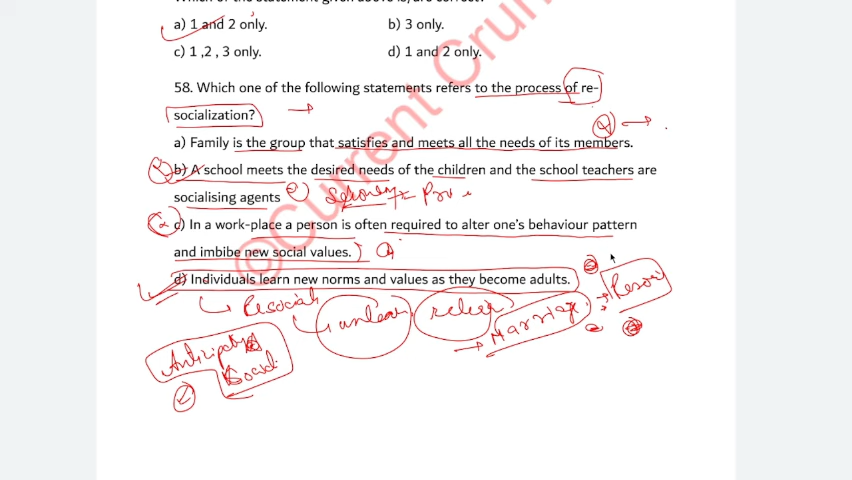 a) 1 and 2 only.
b) 3 only.
c) 1 ,2 , 3 only.
d) 1 and 2 only.
58. Which one of the following statements refers to the process of re-
socialization?
a) Family is the group that satisfies and meets all the needs of its members.
b) A school meets the desired needs of the children and the school teachers are
socialising agents
c) In a work-place a person is often required to alter one's behaviour pattern
and imbibe new social values.
d) Individuals learn new norms and values as they become adults.
Resociali
unlearn
Marriage
Social
©Current Crun